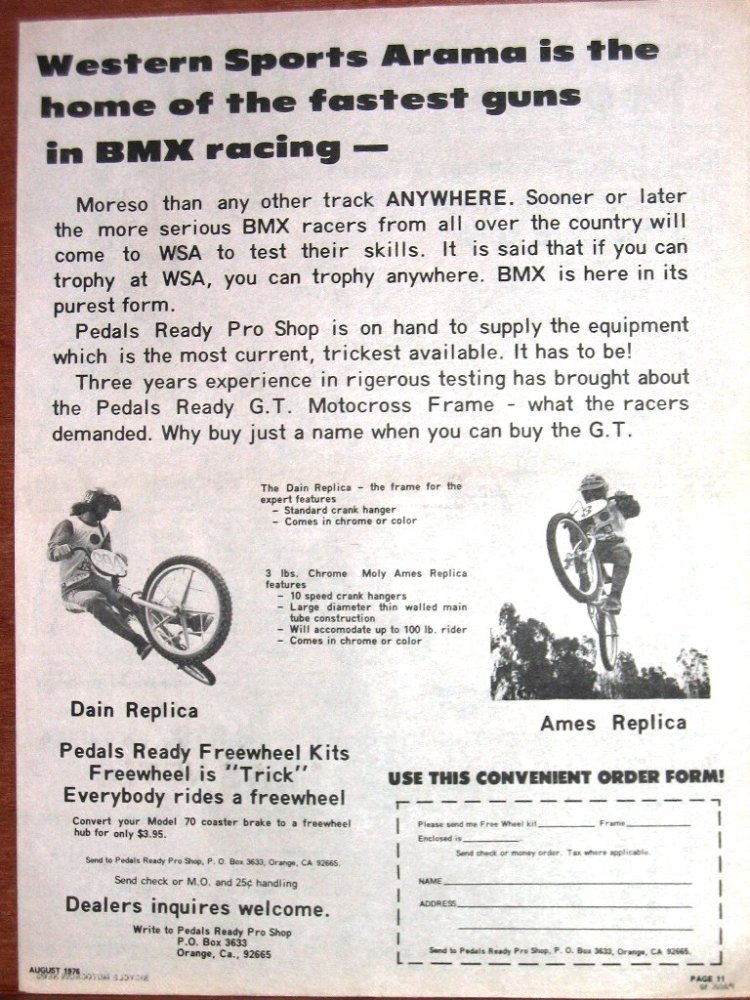 Western Sports Arama is the
home of the fastest guns
in BMX racing —
Moreso than any other track ANYWHERE. Sooner or later
the more serious BMX racers from all over the country will
come to WSA to test their skills. It is said that if you can
trophy at WSA, you can trophy anywhere. BMX is here in its
purest form.
Pedals Ready Pro Shop is on hand to supply the equipment
which is the most current, trickest available. It has to be!
Three years experience in rigerous testing has brought about
the Pedals Ready G.T. Motocross Frame - what the racers
demanded. Why buy just a name when you can buy the G.T.
The Dain Replica - the frame for the
expert features
- Standard crank hanger
- Comes in chrome or color
3 lbs. Chrome Moly Ames Replica
features
- 10 speed crank hangers
- Large diameter thin walled main
tube construction
- Will accomodate up to 100 lb. rider
- Comes in chrome or color
Dain Replica
Ames Replica
Pedals Ready Freewheel Kits
Freewheel is "Trick"
Everybody rides a freewheel
Convert your Model 70 coaster brake to a freewheel
hub for only $3.95.
Send to Pedals Ready Pro Shop, P. O. Box 3633, Orange, CA 92665.
Send check or M.O. and 25¢ handling
Dealers inquires welcome.
Write to Pedals Ready Pro Shop
P.O. Box 3633
Orange, Ca., 92665
USE THIS CONVENIENT ORDER FORM!
Please send me Free Wheel kit____________ Frame____________
Enclosed is____________
Send check or money order. Tax where applicable.
NAME____________
ADDRESS____________
Send to Pedals Ready Pro Shop, P. O. Box 3633, Orange, CA 92665.
AUGUST 1976
PAGE 11